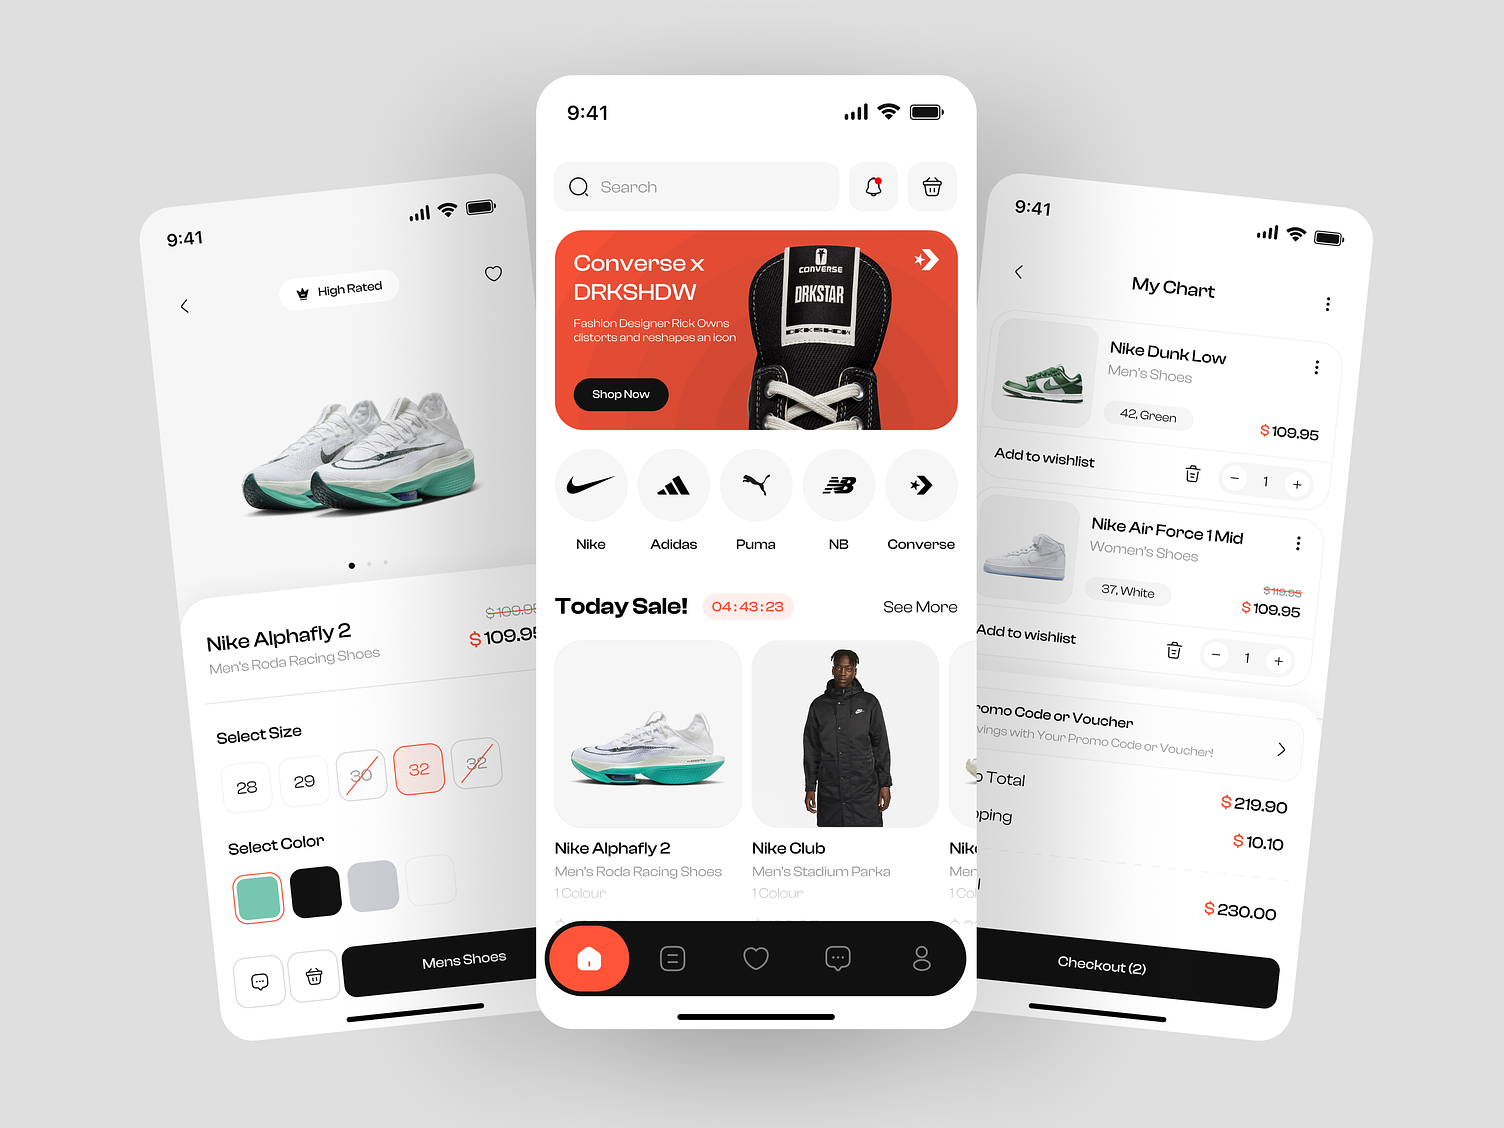 9:41
High Rated
$109.95
Nike Alphafly 2
$109.95
Men's Roda Racing Shoes
Select Size
28
29
30
32
32
Select Color
Mens Shoes
9:41
Search
Converse x
DRKSHDW
Fashion Designer Rick Owns
distorts and reshapes an icon
Shop Now
CONVERSE
DRKSTAR
DRKSHDW
Nike
Adidas
Puma
NB
Converse
Today Sale!
04:43:23
See More
Nike Alphafly 2
Men's Roda Racing Shoes
1 Colour
Nike Club
Men's Stadium Parka
1 Colour
Nik
Men
1 Col
9:41
My Chart
Nike Dunk Low
Men's Shoes
42, Green
$109.95
Add to wishlist
1
Nike Air Force 1 Mid
Women's Shoes
37, White
$119.95
$109.95
Add to wishlist
1
romo Code or Voucher
vings with Your Promo Code or Voucher!
Total
$219.90
pping
$10.10
$230.00
Checkout (2)